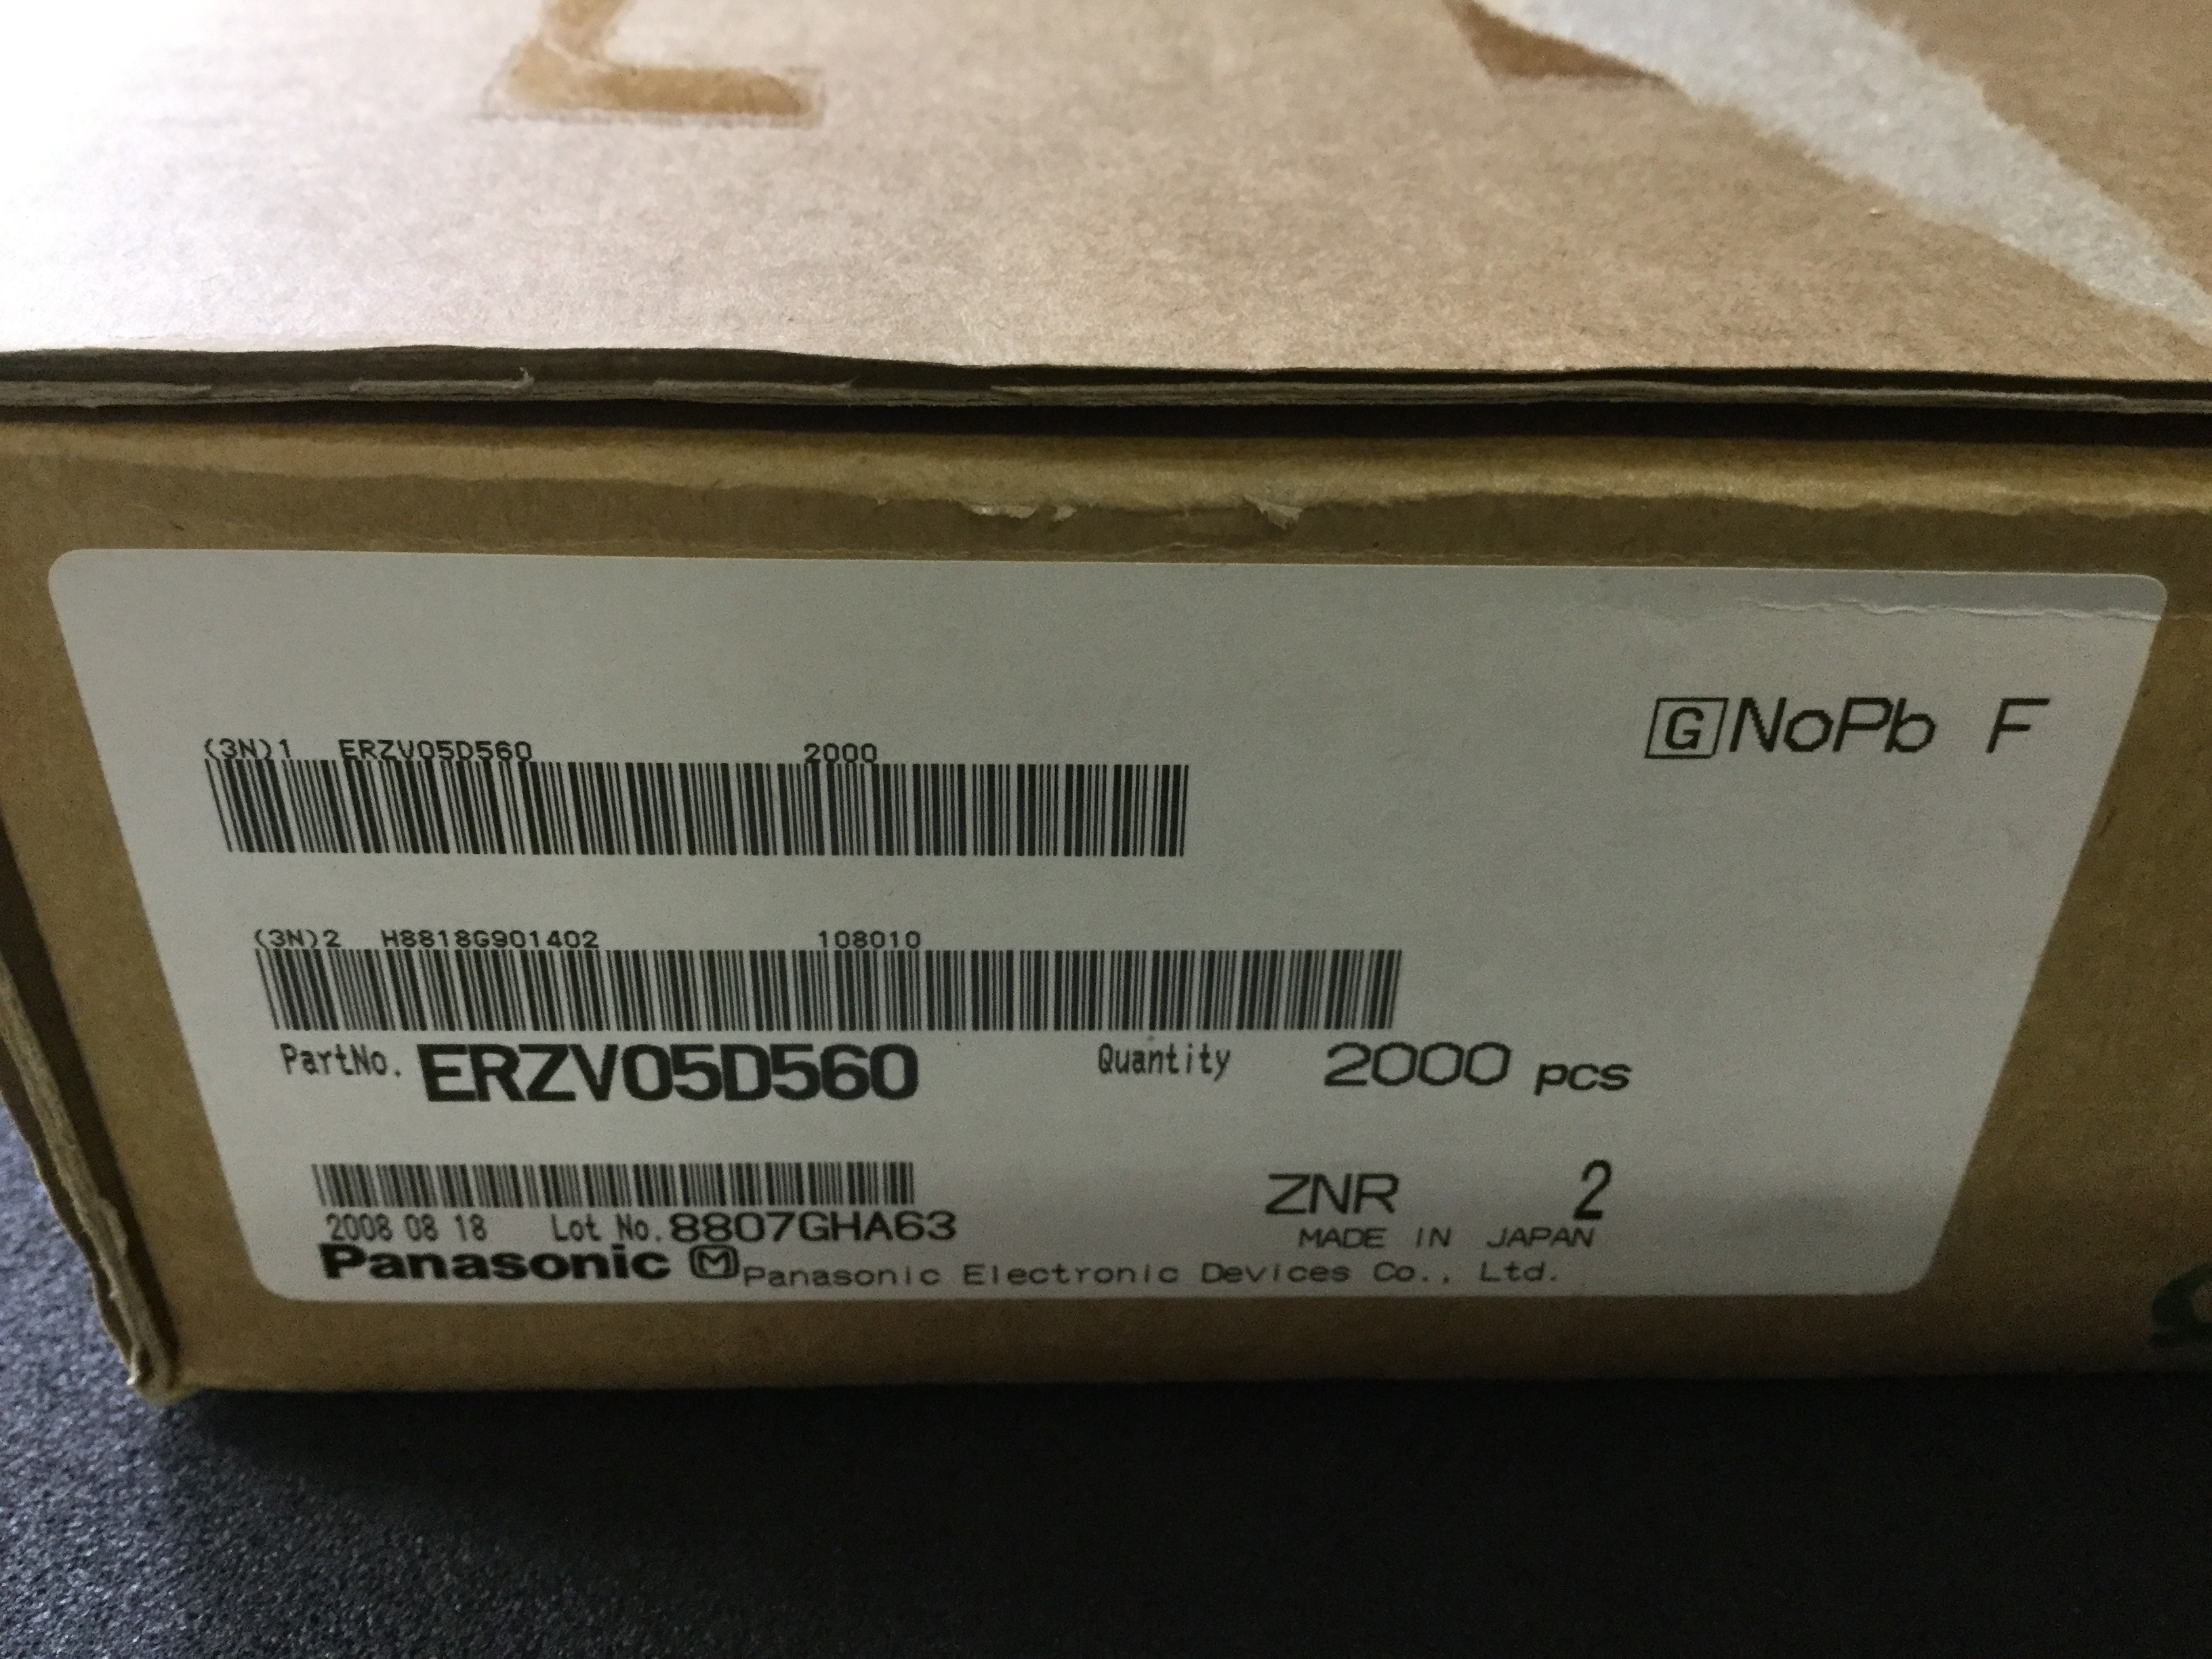 G NoPb F
(3N)1 ERZV05D560 2000
(3N)2 H8818G901402 108010
PartNo. ERZV05D560 Quantity 2000 pcs
ZNR 2
2008 08 18 Lot No. 8807GHA63 MADE IN JAPAN
Panasonic M Panasonic Electronic Devices Co., Ltd.